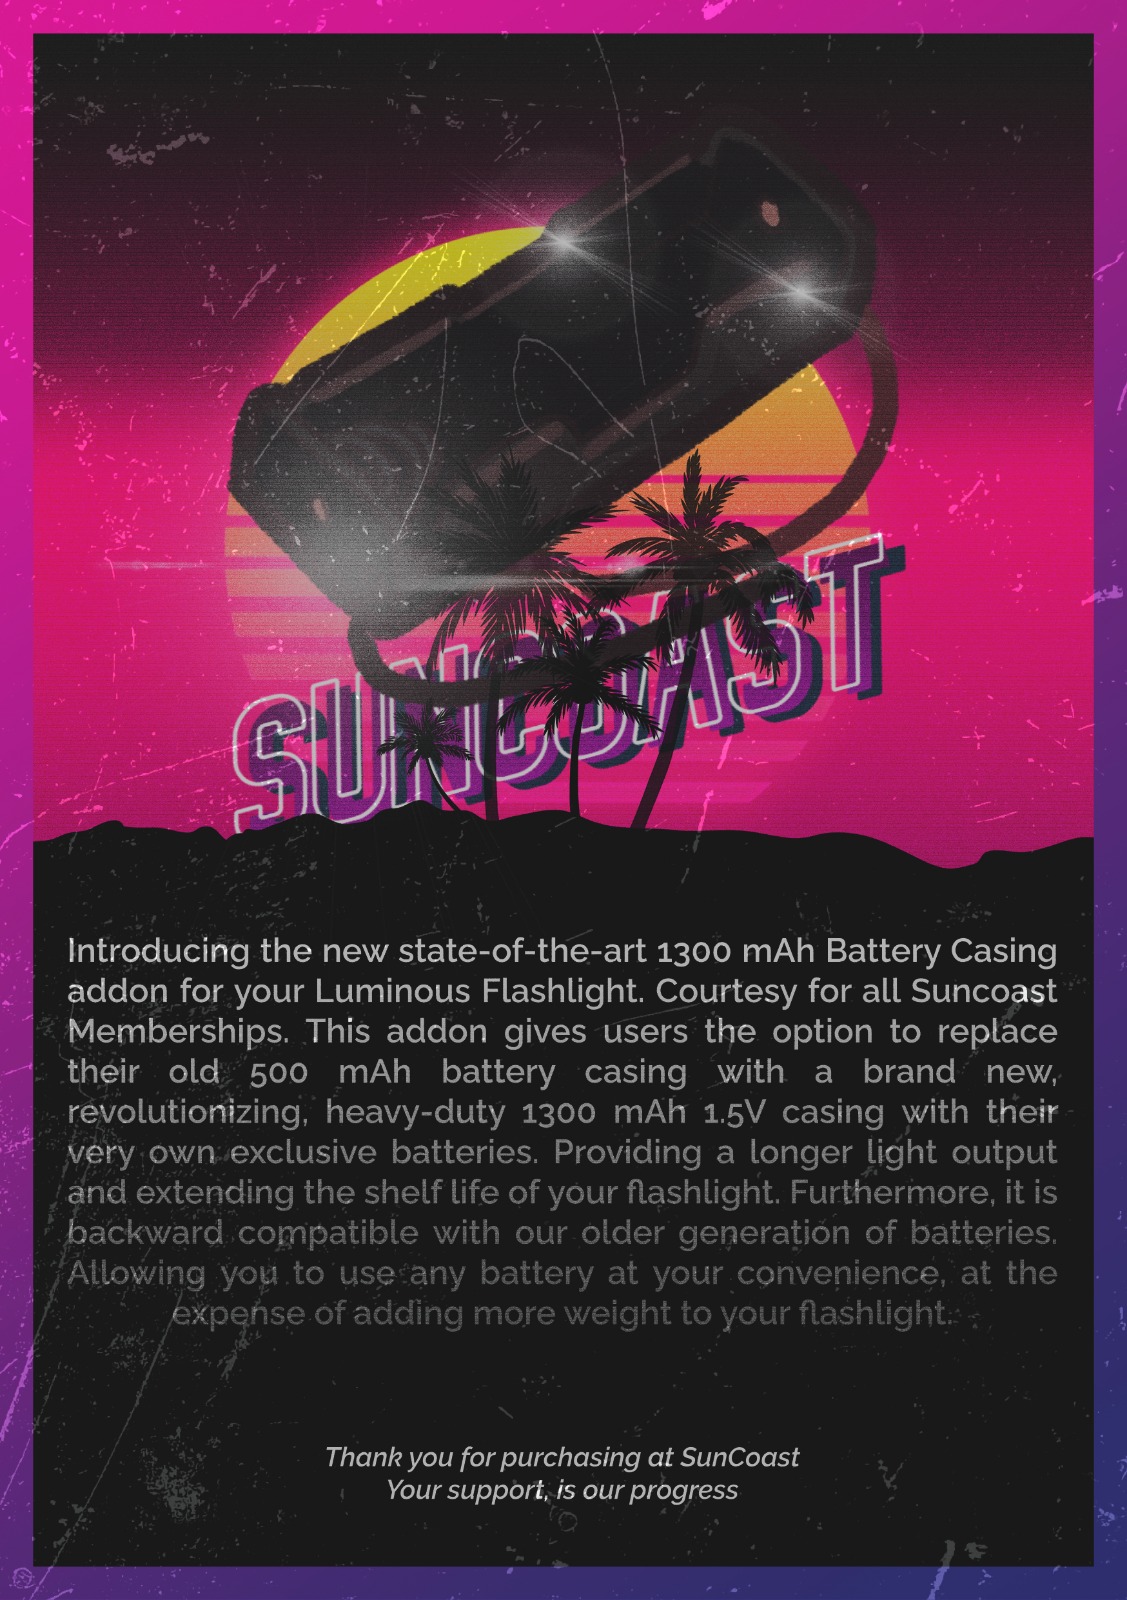 SUNCOAST
Introducing the new state-of-the-art 1300 mAh Battery Casing
addon for your Luminous Flashlight. Courtesy for all Suncoast
Memberships. This addon gives users the option to replace
their old 500 mAh battery casing with a brand new,
revolutionizing, heavy-duty 1300 mAh 1.5V casing with their
very own exclusive batteries. Providing a longer light output
and extending the shelf life of your flashlight. Furthermore, it is
backward compatible with our older generation of batteries.
Allowing you to use any battery at your convenience, at the
expense of adding more weight to your flashlight.
Thank you for purchasing at SunCoast
Your support, is our progress